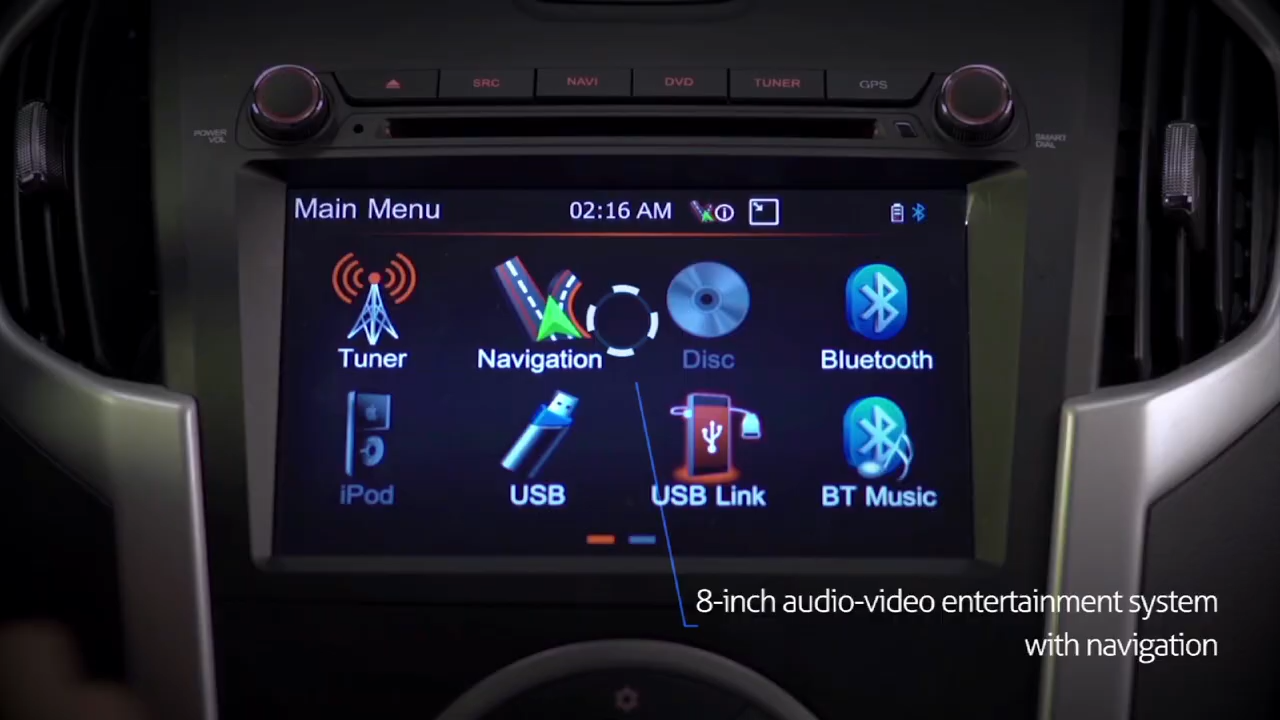 SRC NAVI DVD TUNER GPS
POWER
VOL
SMART
DIAL
Main Menu 02:16 AM
Tuner Navigation Disc Bluetooth
iPod USB USB Link BT Music
8-inch audio-video entertainment system
with navigation